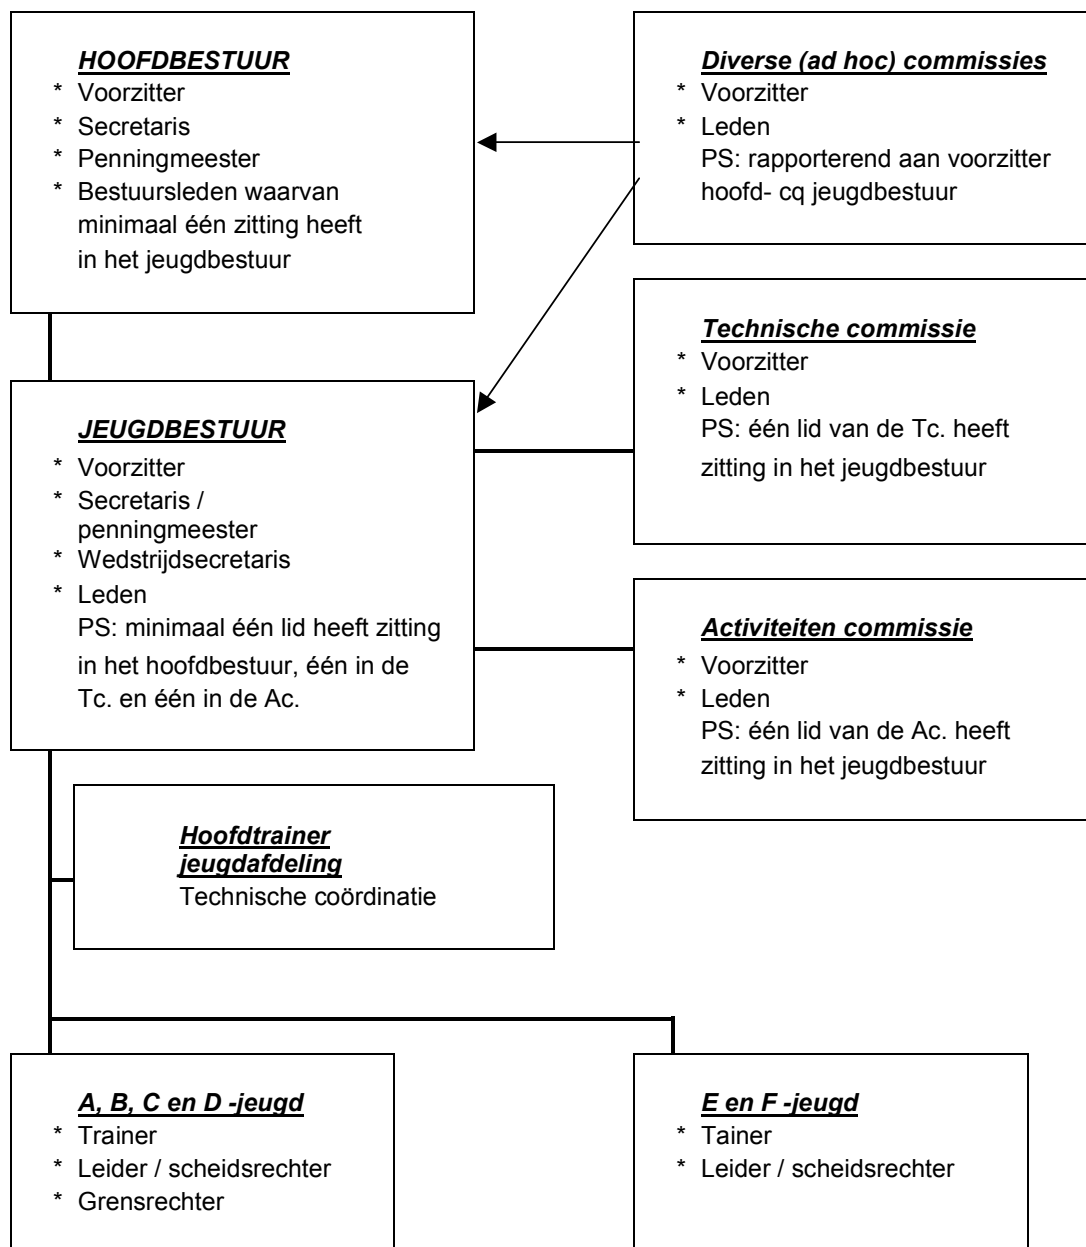 HOOFDBESTUUR
* Voorzitter
* Secretaris
* Penningmeester
* Bestuursleden waarvan
minimaal één zitting heeft
in het jeugdbestuur
Diverse (ad hoc) commissies
* Voorzitter
* Leden
PS: rapporterend aan voorzitter
hoofd- cq jeugdbestuur
Technische commissie
* Voorzitter
* Leden
PS: één lid van de Tc. heeft
zitting in het jeugdbestuur
JEUGDBESTUUR
* Voorzitter
* Secretaris /
penningmeester
* Wedstrijdsecretaris
* Leden
PS: minimaal één lid heeft zitting
in het hoofdbestuur, één in de
Tc. en één in de Ac.
Activiteiten commissie
* Voorzitter
* Leden
PS: één lid van de Ac. heeft
zitting in het jeugdbestuur
Hoofdtrainer
jeugdafdeling
Technische coördinatie
A, B, C en D -jeugd
* Trainer
* Leider / scheidsrechter
* Grensrechter
E en F -jeugd
* Tainer
* Leider / scheidsrechter